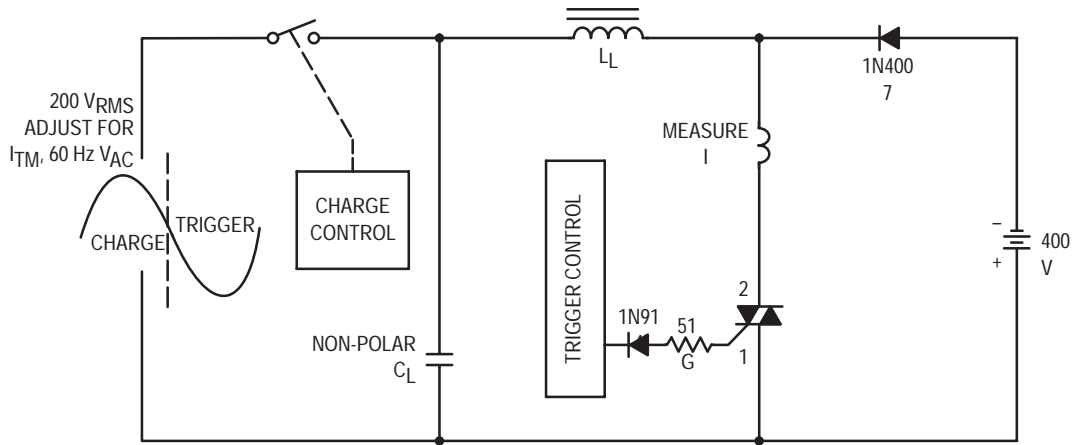 200 VRMS
ADJUST FOR
ITM, 60 Hz VAC
CHARGE
TRIGGER
CHARGE
CONTROL
NON-POLAR
CL
LL
MEASURE
I
TRIGGER CONTROL
1N91
51
G
2
1
1N400
7
–
+
400
V